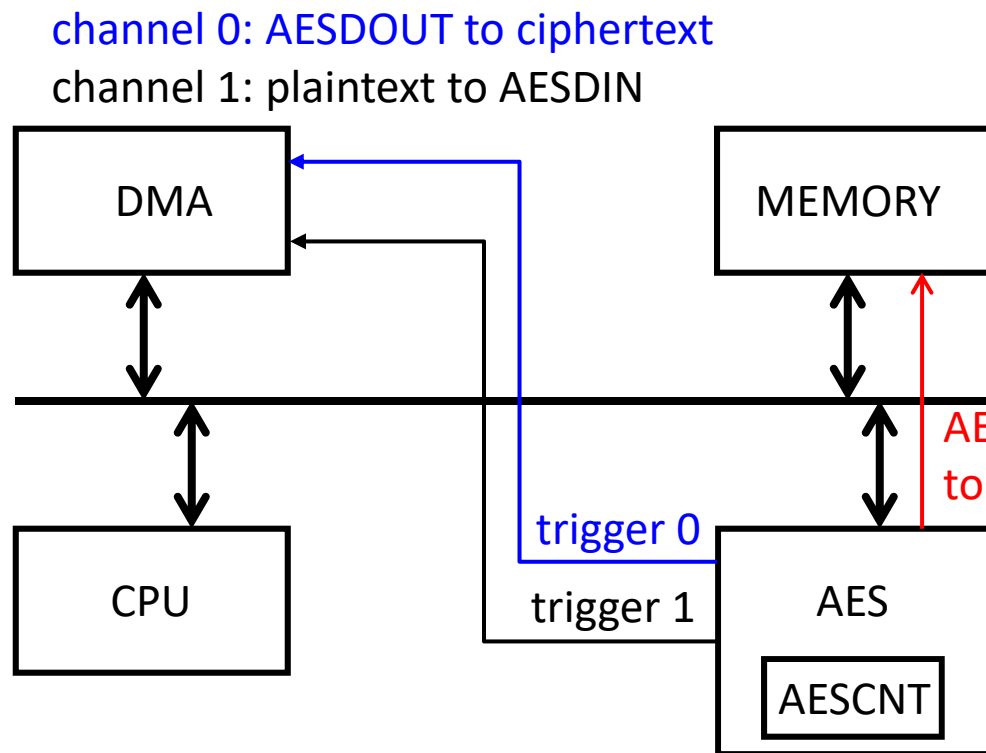 channel 0: AESDOUT to ciphertext
channel 1: plaintext to AESDIN
DMA
MEMORY
to
trigger 0
trigger 1
CPU
AES
AESCNT